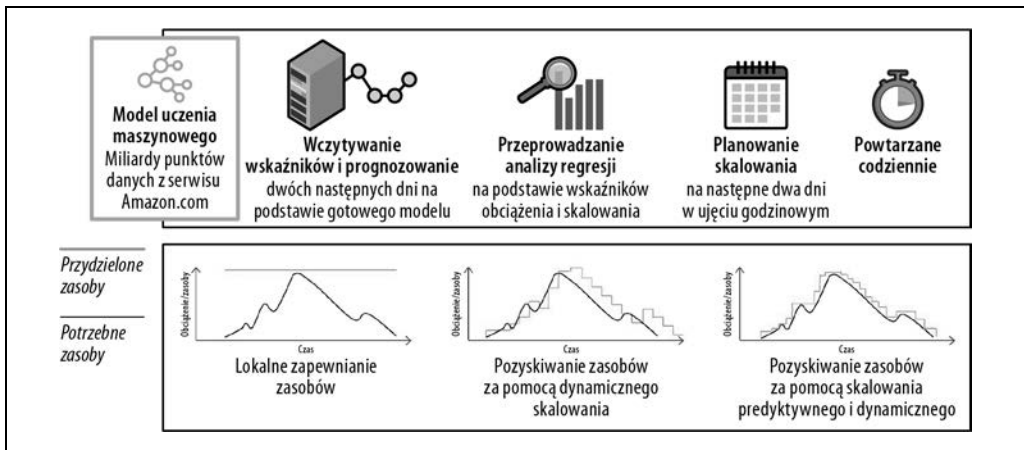 Model uczenia
maszynowego
Miliardy punktów
danych z serwisu
Amazon.com
Wczytywanie
wskaźników i prognozowanie
dwóch następnych dni na
podstawie gotowego modelu
Przeprowadzanie
analizy regresji
na podstawie wskaźników
obciążenia i skalowania
Planowanie
skalowania
na następne dwa dni
w ujęciu godzinowym
Powtarzane
codziennie
Przydzielone
zasoby
Potrzebne
zasoby
Obciążenie/zasoby
Czas
Lokalne zapewnianie
zasobów
Obciążenie/zasoby
Czas
Pozyskiwanie zasobów
za pomocą dynamicznego
skalowania
Obciążenie/zasoby
Czas
Pozyskiwanie zasobów
za pomocą skalowania
predyktywnego i dynamicznego